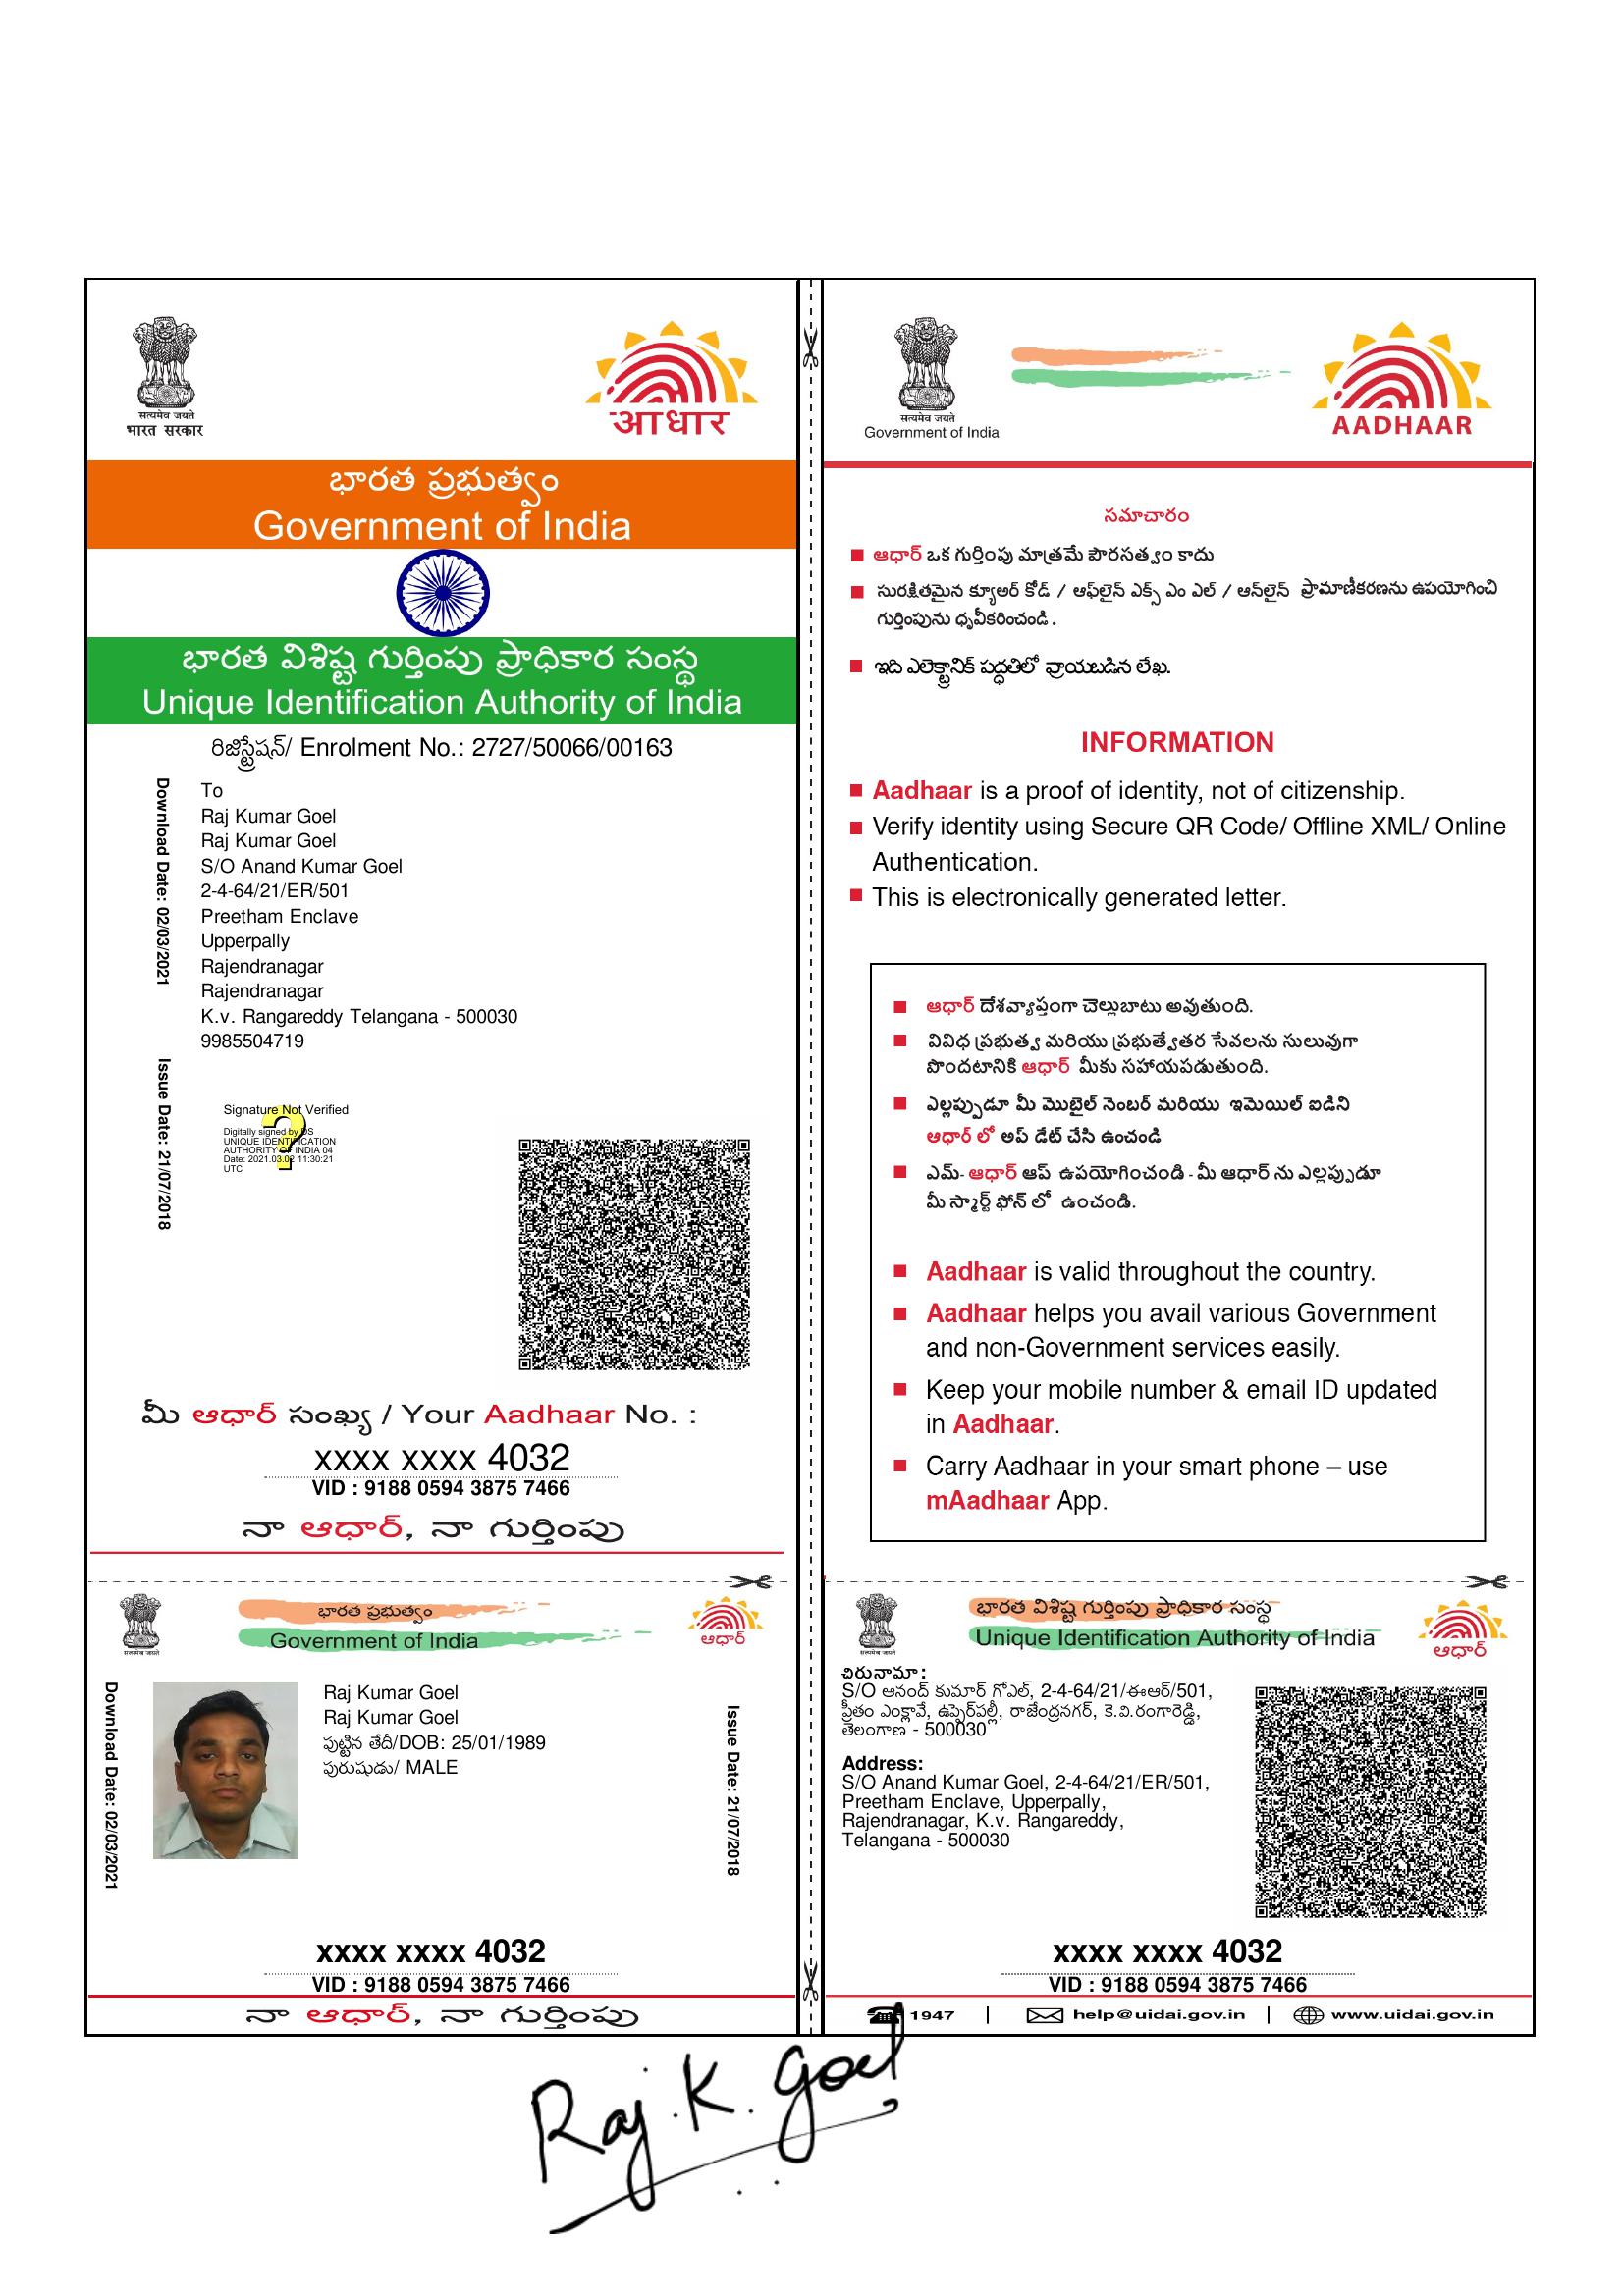 सत्यमेव जयते
भारत सरकार
आधार
భారత ప్రభుత్వం
Government of India
భారత విశిష్ట గుర్తింపు ప్రాధికార సంస్థ
Unique Identification Authority of India
రిజిస్ట్రేషన్/ Enrolment No.: 2727/50066/00163
Download Date: 02/03/2021
To
Raj Kumar Goel
Raj Kumar Goel
S/O Anand Kumar Goel
2-4-64/21/ER/501
Preetham Enclave
Upperpally
Rajendranagar
Rajendranagar
K.v. Rangareddy Telangana - 500030
9985504719
Issue Date: 21/07/2018
Signature Not Verified
Digitally signed by DS
UNIQUE IDENTIFICATION
AUTHORITY OF INDIA 04
Date: 2021.03.02 11:30:21
UTC
మీ ఆధార్ సంఖ్య / Your Aadhaar No. :
xxxx xxxx 4032
VID : 9188 0594 3875 7466
నా ఆధార్, నా గుర్తింపు
सत्यमेव जयते
Government of India
AADHAAR
సమాచారం
ఆధార్ ఒక గుర్తింపు మాత్రమే పౌరసత్వం కాదు
సురక్షితమైన క్యూఆర్ కోడ్ / ఆఫ్‌లైన్ ఎక్స్ ఎం ఎల్ / ఆన్‌లైన్ ప్రామాణీకరణను ఉపయోగించి
గుర్తింపును ధృవీకరించండి .
ఇది ఎలెక్ట్రానిక్ పద్ధతిలో వ్రాయబడిన లేఖ.
INFORMATION
Aadhaar is a proof of identity, not of citizenship.
Verify identity using Secure QR Code/ Offline XML/ Online
Authentication.
This is electronically generated letter.
ఆధార్ దేశవ్యాప్తంగా చెల్లుబాటు అవుతుంది.
వివిధ ప్రభుత్వ మరియు ప్రభుత్వేతర సేవలను సులువుగా
పొందటానికి ఆధార్ మీకు సహాయపడుతుంది.
ఎల్లప్పుడూ మీ మొబైల్ నెంబర్ మరియు ఇమెయిల్ ఐడిని
ఆధార్ లో అప్ డేట్ చేసి ఉంచండి
ఎమ్- ఆధార్ ఆప్ ఉపయోగించండి - మీ ఆధార్ ను ఎల్లప్పుడూ
మీ స్మార్ట్ ఫోన్ లో ఉంచండి.
Aadhaar is valid throughout the country.
Aadhaar helps you avail various Government
and non-Government services easily.
Keep your mobile number & email ID updated
in Aadhaar.
Carry Aadhaar in your smart phone – use
mAadhaar App.
सत्यमेव जयते
భారత ప్రభుత్వం
Government of India
ఆధార్
Download Date: 02/03/2021
Raj Kumar Goel
Raj Kumar Goel
పుట్టిన తేదీ/DOB: 25/01/1989
పురుషుడు/ MALE
Issue Date: 21/07/2018
xxxx xxxx 4032
VID : 9188 0594 3875 7466
నా ఆధార్, నా గుర్తింపు
सत्यमेव जयते
భారత విశిష్ట గుర్తింపు ప్రాధికార సంస్థ
Unique Identification Authority of India
ఆధార్
చిరునామా:
S/O ఆనంద్ కుమార్ గోఎల్, 2-4-64/21/ఈఆర్/501,
ప్రీతం ఎంక్లావే, ఉప్పెర్‌పల్లీ, రాజేంద్రనగర్, కె.వి.రంగారెడ్డి,
తెలంగాణ - 500030
Address:
S/O Anand Kumar Goel, 2-4-64/21/ER/501,
Preetham Enclave, Upperpally,
Rajendranagar, K.v. Rangareddy,
Telangana - 500030
xxxx xxxx 4032
VID : 9188 0594 3875 7466
1947 | help@uidai.gov.in | www.uidai.gov.in
Raj.K.Goel